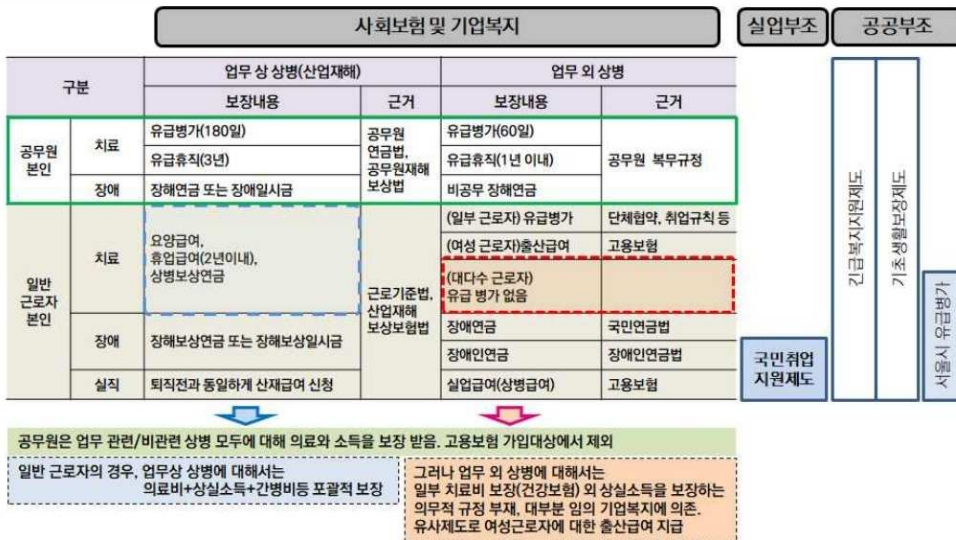 사회보험 및 기업복지
실업부조
공공부조
구분
업무 상 상병(산업재해)
업무 외 상병
보장내용
근거
보장내용
근거
공무원
본인
치료
유급병가(180일)
유급휴직(3년)
공무원
연금법,
공무원재해
보상법
유급병가(60일)
유급휴직(1년 이내)
공무원 복무규정
장애
장해연금 또는 장애일시금
비공무 장해연금
일반
근로자
본인
치료
요양급여,
휴업급여(2년이내),
상병보상연금
근로기준법,
산업재해
보상보험법
(일부 근로자) 유급병가
단체협약, 취업규칙 등
(여성 근로자)출산급여
고용보험
(대다수 근로자)
유급 병가 없음
장애
장해보상연금 또는 장해보상일시금
장애연금
국민연금법
장애인연금
장애인연금법
실직
퇴직전과 동일하게 산재급여 신청
실업급여(상병급여)
고용보험
국민취업
지원제도
긴급복지지원제도
기초생활보장제도
서울시 유급병가
공무원은 업무 관련/비관련 상병 모두에 대해 의료와 소득을 보장 받음. 고용보험 가입대상에서 제외
일반 근로자의 경우, 업무상 상병에 대해서는
의료비+상실소득+간병비등 포괄적 보장
그러나 업무 외 상병에 대해서는
일부 치료비 보장(건강보험) 외 상실소득을 보장하는
의무적 규정 부재, 대부분 임의 기업복지에 의존.
유사제도로 여성근로자에 대한 출산급여 지급